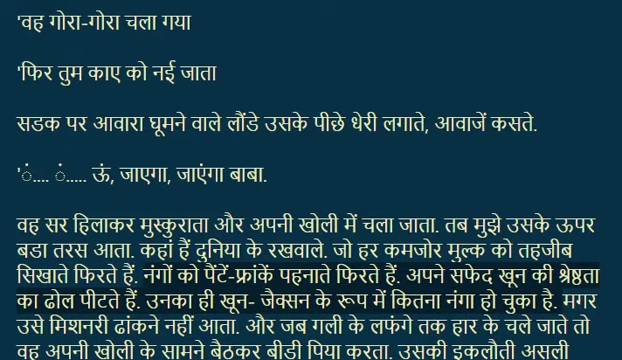 'वह गोरा-गोरा चला गया
'फिर तुम काए को नई जाता
सडक पर आवारा घूमने वाले लौंडे उसके पीछे धेरी लगाते, आवाजें कसते.
'ं.... ं..... ऊं, जाएगा, जाएंगा बाबा.
वह सर हिलाकर मुस्कुराता और अपनी खोली में चला जाता. तब मुझे उसके ऊपर
बडा तरस आता. कहां हैं दुनिया के रखवाले. जो हर कमजोर मुल्क को तहजीब
सिखाते फिरते हैं. नंगों को पैंटें-फ्रांकें पहनाते फिरते हैं. अपने सफेद खून की श्रेष्ठता
का ढोल पीटते हैं. उनका ही खून- जैक्सन के रूप में कितना नंगा हो चुका है. मगर
उसे मिशनरी ढांकने नहीं आता. और जब गली के लफंगे तक हार के चले जाते तो
वह अपनी खोली के सामने बैठकर बीडी पिया करता. उसकी इकलौती असली